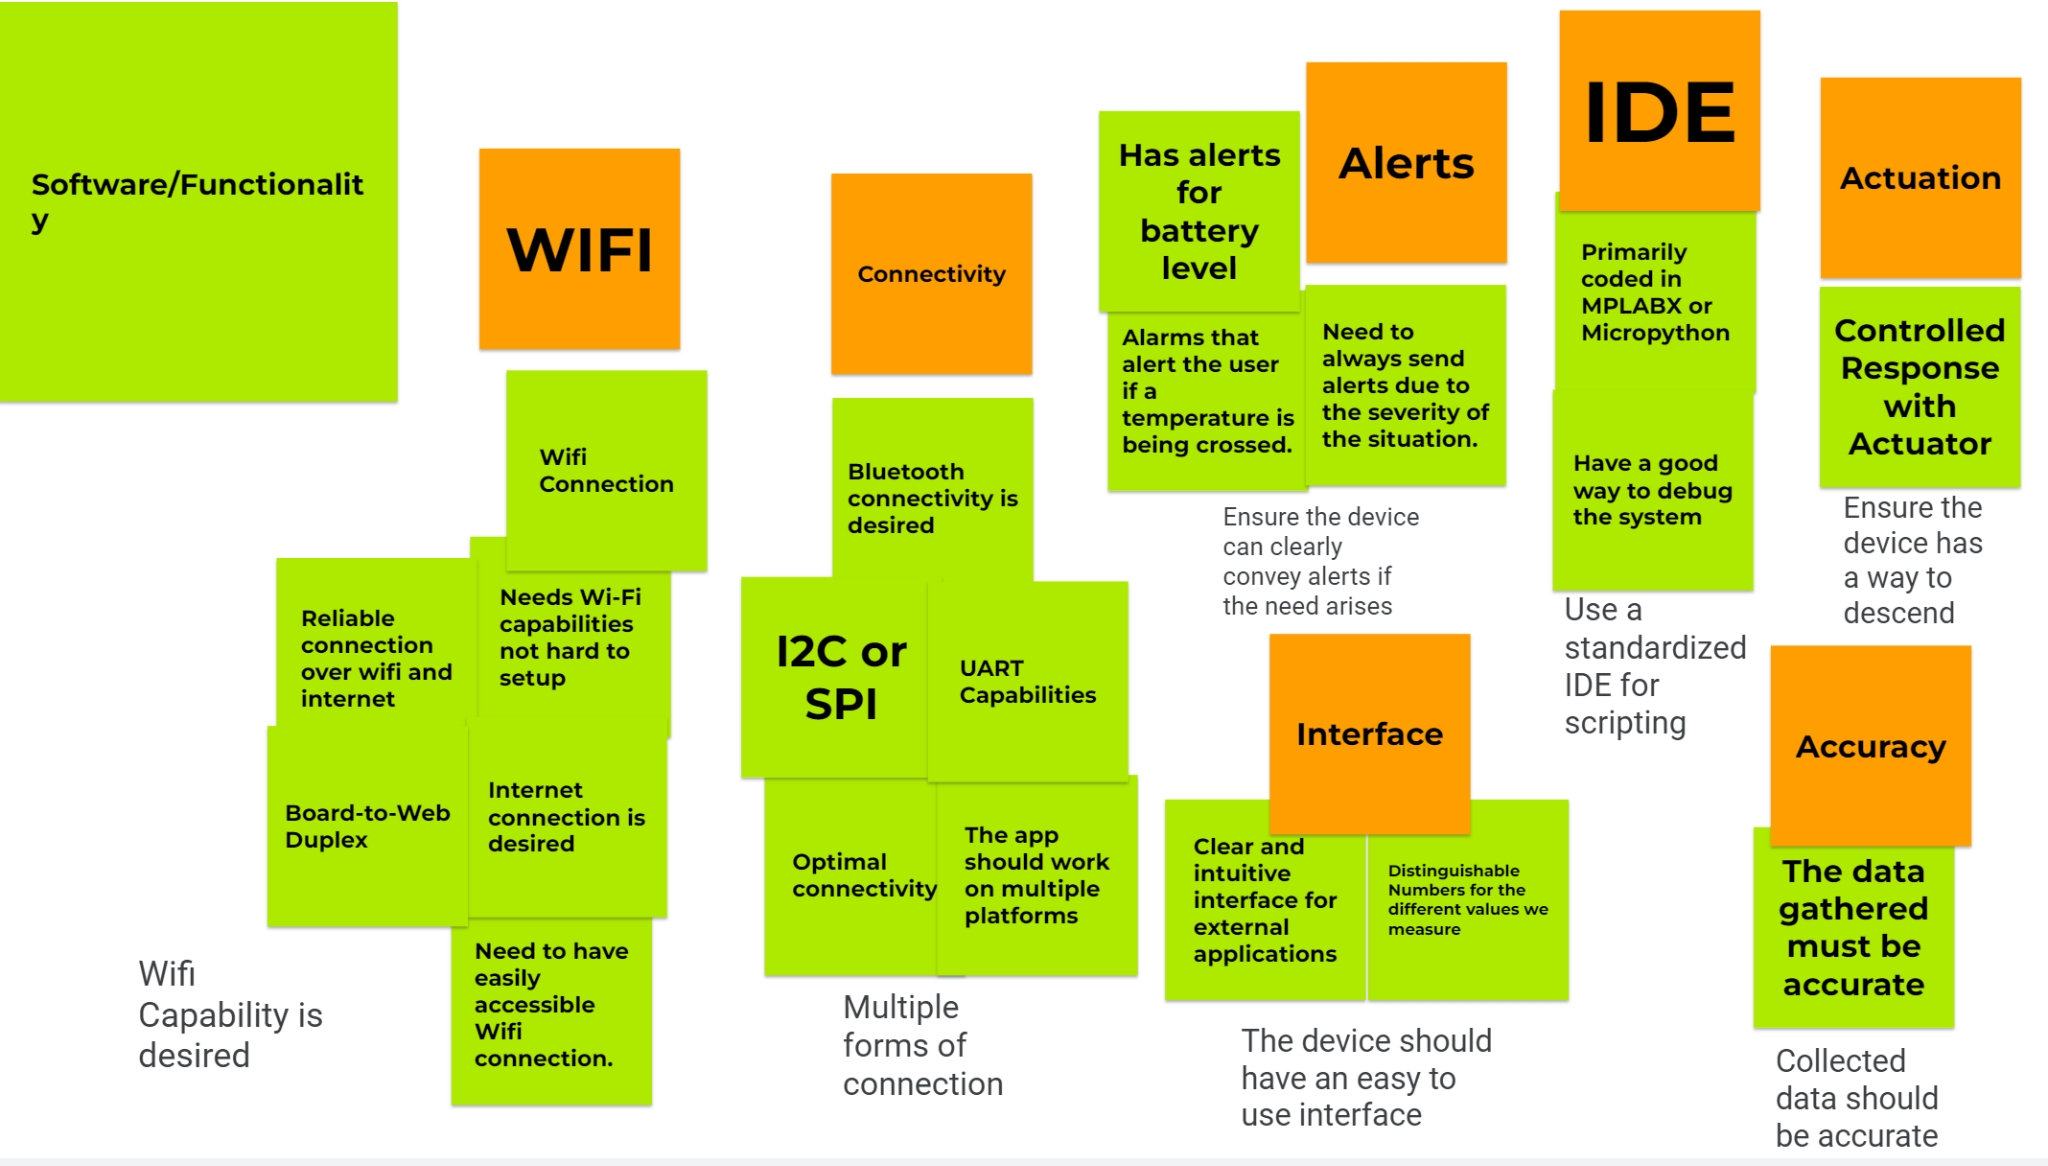 Software/Functionalit
y
WIFI
Wifi
Connection
Reliable
connection
over wifi and
internet
Needs Wi-Fi
capabilities
not hard to
setup
Board-to-Web
Duplex
Internet
connection is
desired
Need to have
easily
accessible
Wifi
connection.
Wifi
Capability is
desired
Connectivity
Bluetooth
connectivity is
desired
I2C or
SPI
UART
Capabilities
Optimal
connectivity
The app
should work
on multiple
platforms
Multiple
forms of
connection
Has alerts
for
battery
level
Alerts
Alarms that
alert the user
if a
temperature is
being crossed.
Need to
always send
alerts due to
the severity of
the situation.
Ensure the device
can clearly
convey alerts if
the need arises
Interface
Clear and
intuitive
interface for
external
applications
Distinguishable
Numbers for the
different values we
measure
The device should
have an easy to
use interface
IDE
Primarily
coded in
MPLABX or
Micropython
Have a good
way to debug
the system
Use a
standardized
IDE for
scripting
Actuation
Controlled
Response
with
Actuator
Ensure the
device has
a way to
descend
Accuracy
The data
gathered
must be
accurate
Collected
data should
be accurate